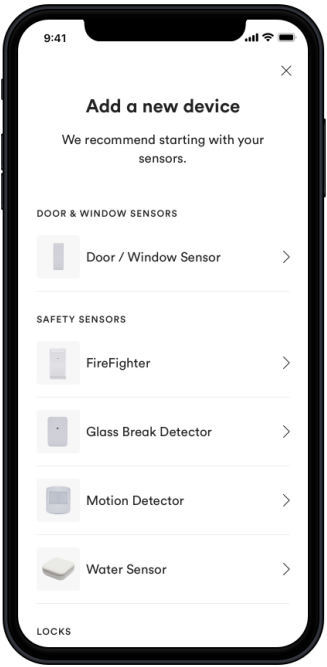 9:41
Add a new device
We recommend starting with your
sensors.
DOOR & WINDOW SENSORS
Door / Window Sensor
SAFETY SENSORS
FireFighter
Glass Break Detector
Motion Detector
Water Sensor
LOCKS